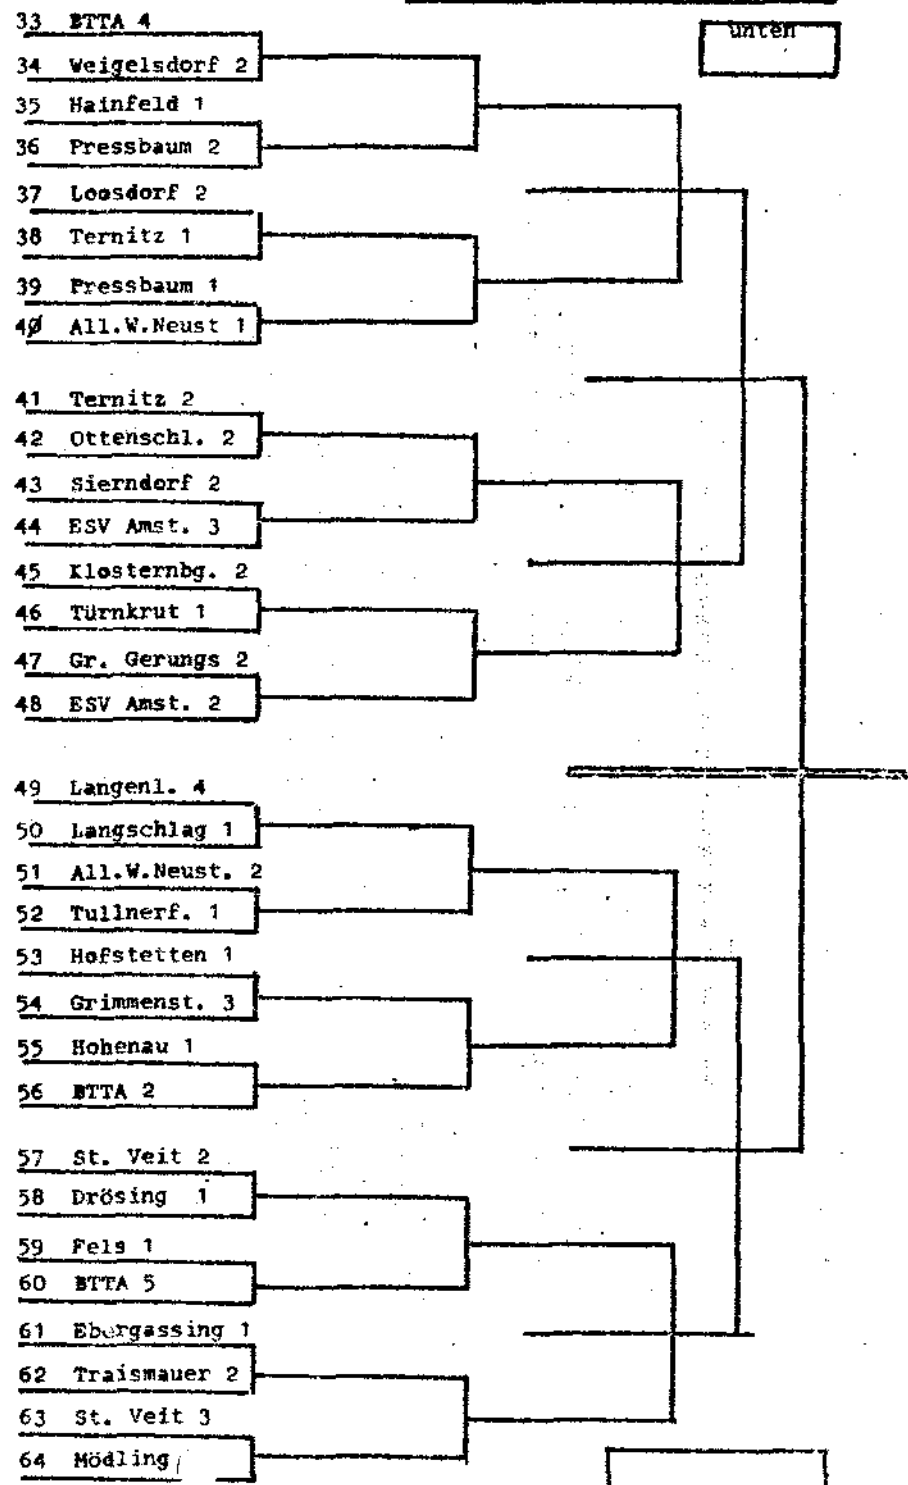 33 BTTA 4
unten
34 Weigelsdorf 2
35 Hainfeld 1
36 Pressbaum 2
37 Loosdorf 2
38 Ternitz 1
39 Pressbaum 1
40 All.W.Neust 1
41 Ternitz 2
42 Ottenschl. 2
43 Sierndorf 2
44 ESV Amst. 3
45 Klosternbg. 2
46 Türnkrut 1
47 Gr. Gerungs 2
48 ESV Amst. 2
49 Langenl. 4
50 Langschlag 1
51 All.W.Neust. 2
52 Tullnerf. 1
53 Hofstetten 1
54 Grimmenst. 3
55 Hohenau 1
56 BTTA 2
57 St. Veit 2
58 Drösing 1
59 Fels 1
60 BTTA 5
61 Ebergassing 1
62 Traismauer 2
63 St. Veit 3
64 Mödling